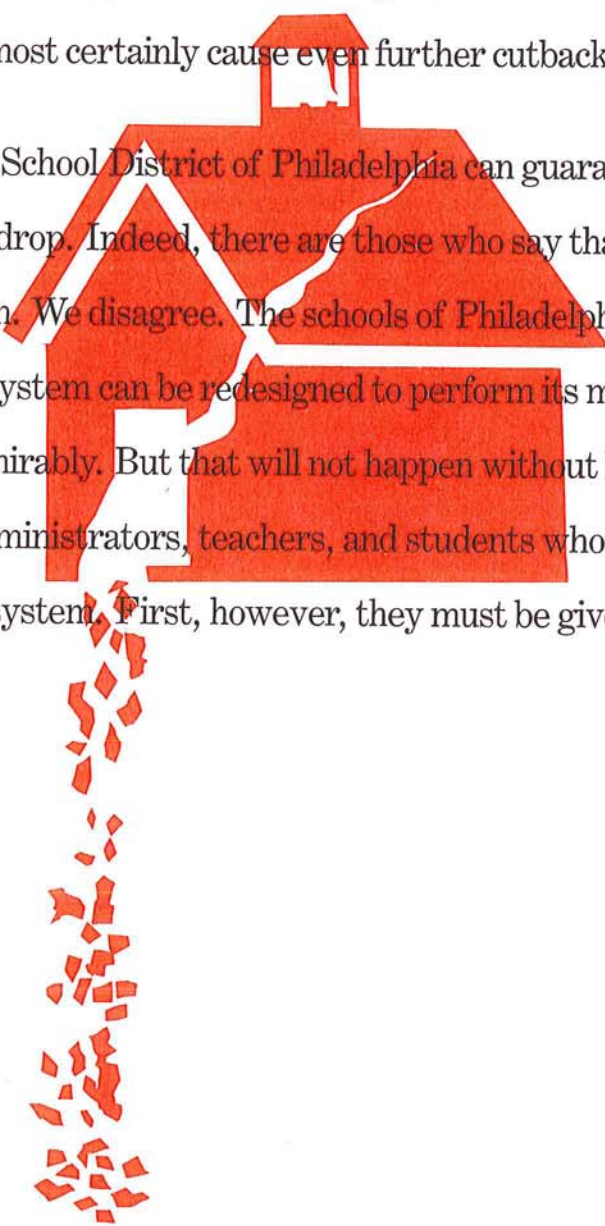 most certainly cause even further cutback
School District of Philadelphia can guara
drop. Indeed, there are those who say tha
We disagree. The schools of Philadelph
ystem can be redesigned to perform its m
irably. But that will not happen without
ministrators, teachers, and students who
ystem. First, however, they must be give